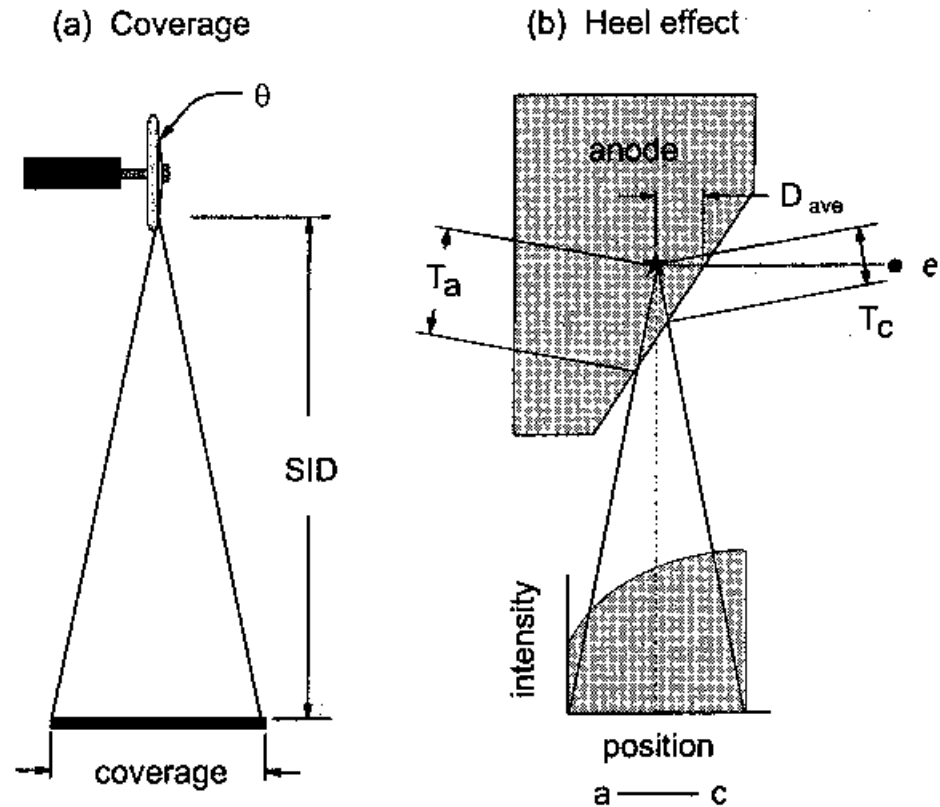 (a) Coverage
θ
SID
coverage
(b) Heel effect
anode
D ave
Ta
e
Tc
intensity
position
a c